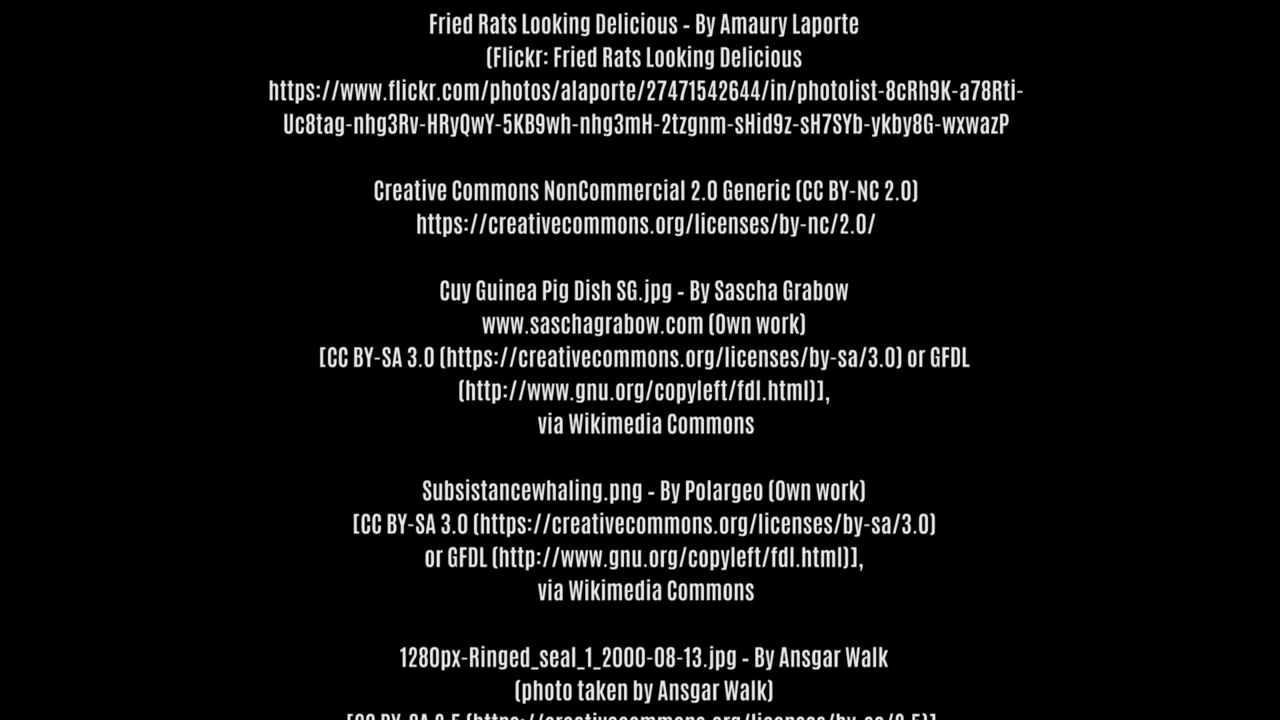 Fried Rats Looking Delicious - By Amaury Laporte
(Flickr: Fried Rats Looking Delicious
https://www.flickr.com/photos/alaporte/27471542644/in/photolist-8cRh9K-a78Rti-
Uc8tag-nhg3Rv-HRyQwY-5KB9wh-nhg3mH-2tzgnm-sHid9z-sH7SYb-ykby8G-wxwazP
Creative Commons NonCommercial 2.0 Generic (CC BY-NC 2.0)
https://creativecommons.org/licenses/by-nc/2.0/
Cuy Guinea Pig Dish SG.jpg - By Sascha Grabow
www.saschagrabow.com (Own work)
[CC BY-SA 3.0 (https://creativecommons.org/licenses/by-sa/3.0) or GFDL
(http://www.gnu.org/copyleft/fdl.html)],
via Wikimedia Commons
Subsistancewhaling.png - By Polargeo (Own work)
[CC BY-SA 3.0 (https://creativecommons.org/licenses/by-sa/3.0)
or GFDL (http://www.gnu.org/copyleft/fdl.html)],
via Wikimedia Commons
1280px-Ringed_seal_1_2000-08-13.jpg - By Ansgar Walk
(photo taken by Ansgar Walk)